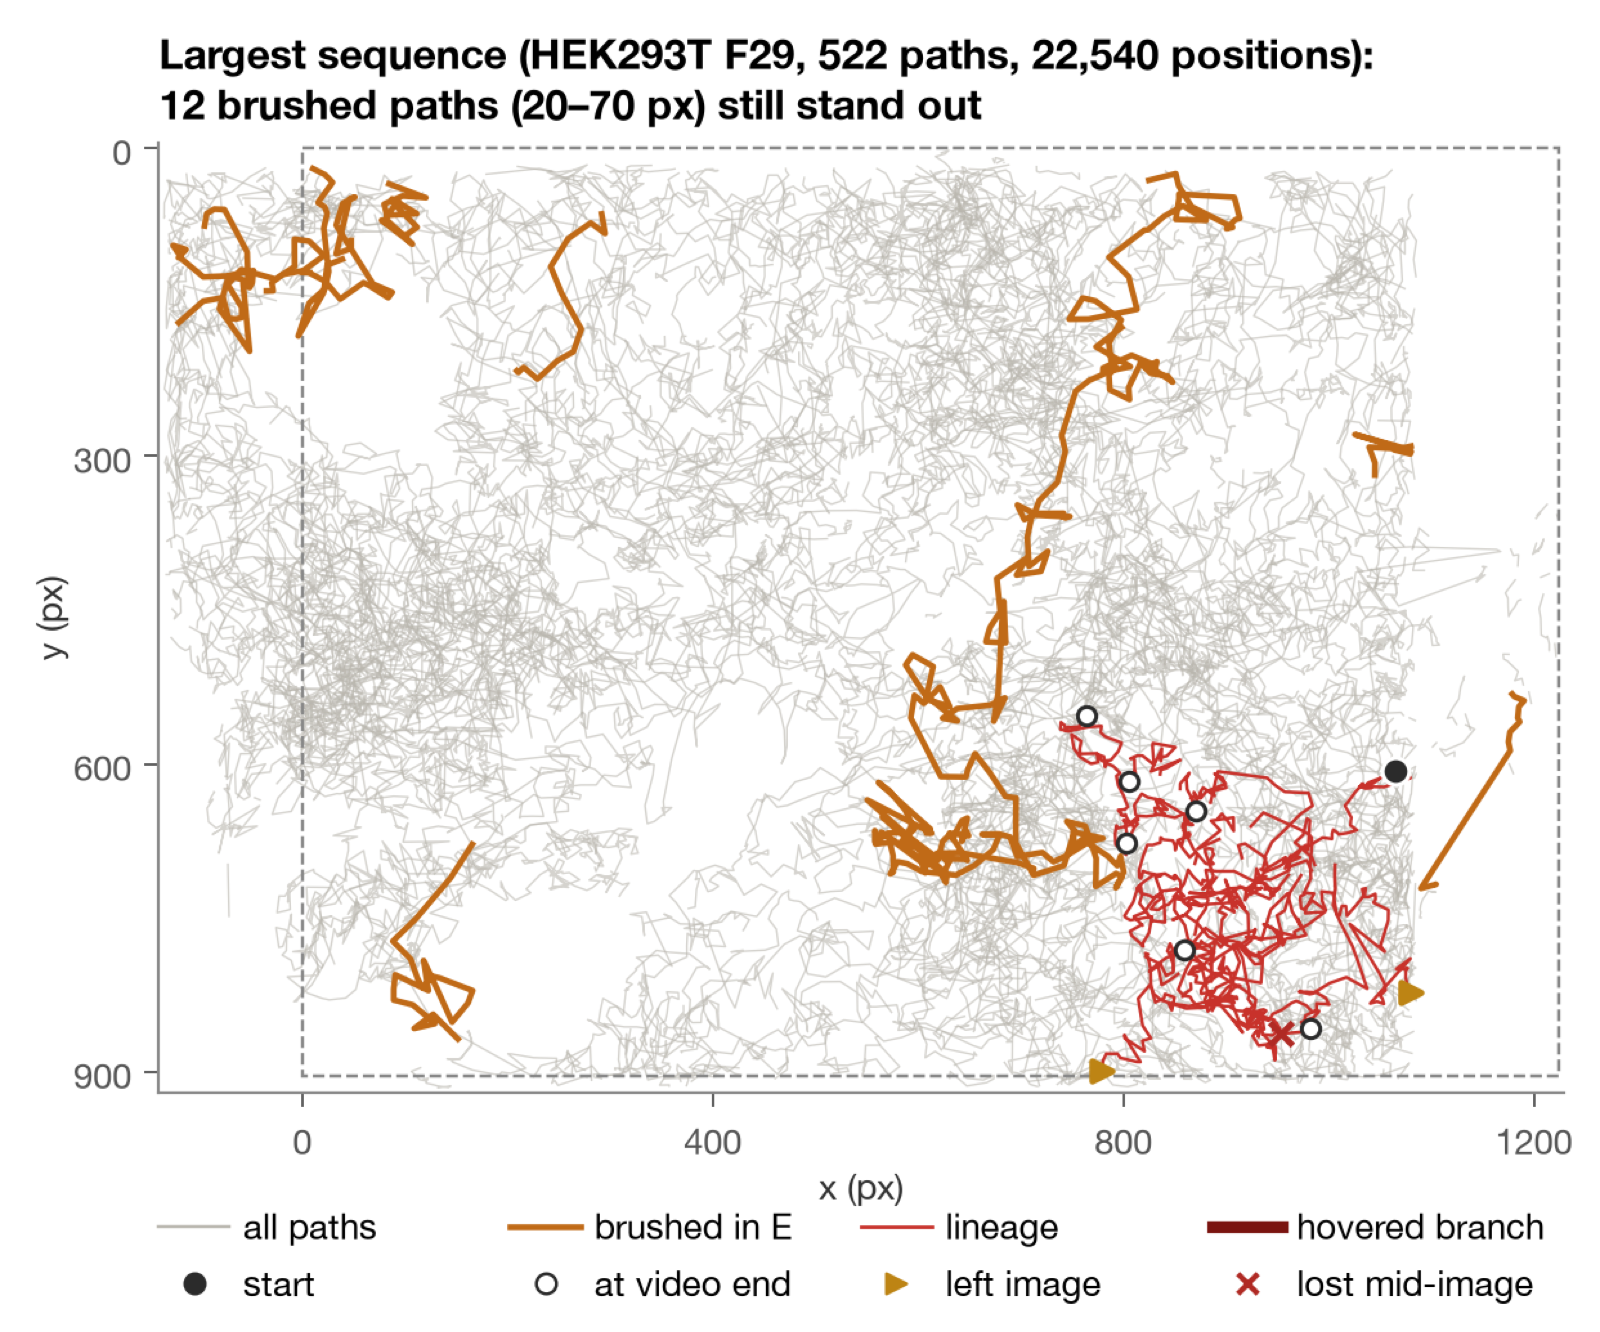 Largest sequence (HEK293T F29, 522 paths, 22,540 positions):
12 brushed paths (20–70 px) still stand out
0
300
600
900
y (px)
0
400
800
1200
x (px)
all paths
brushed in E
lineage
hovered branch
start
at video end
left image
lost mid-image